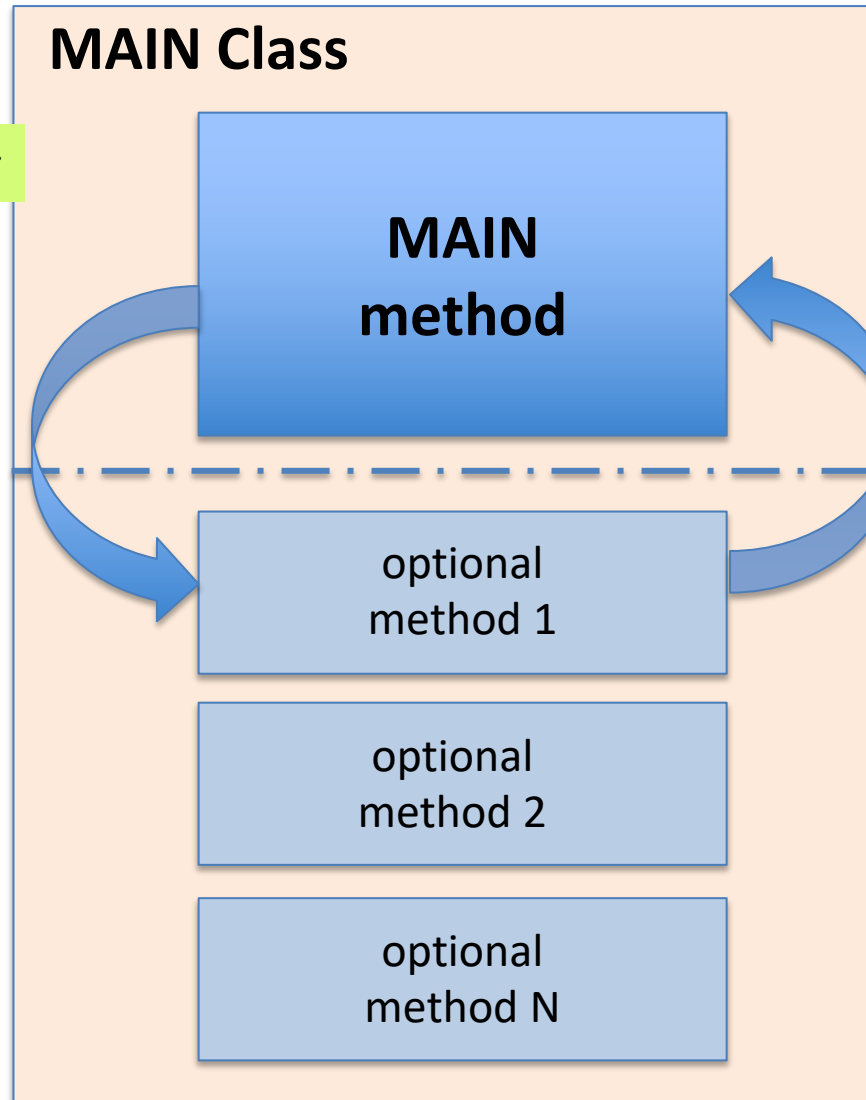 MAIN Class
MAIN
method
optional
method 1
optional
method 2
optional
method N